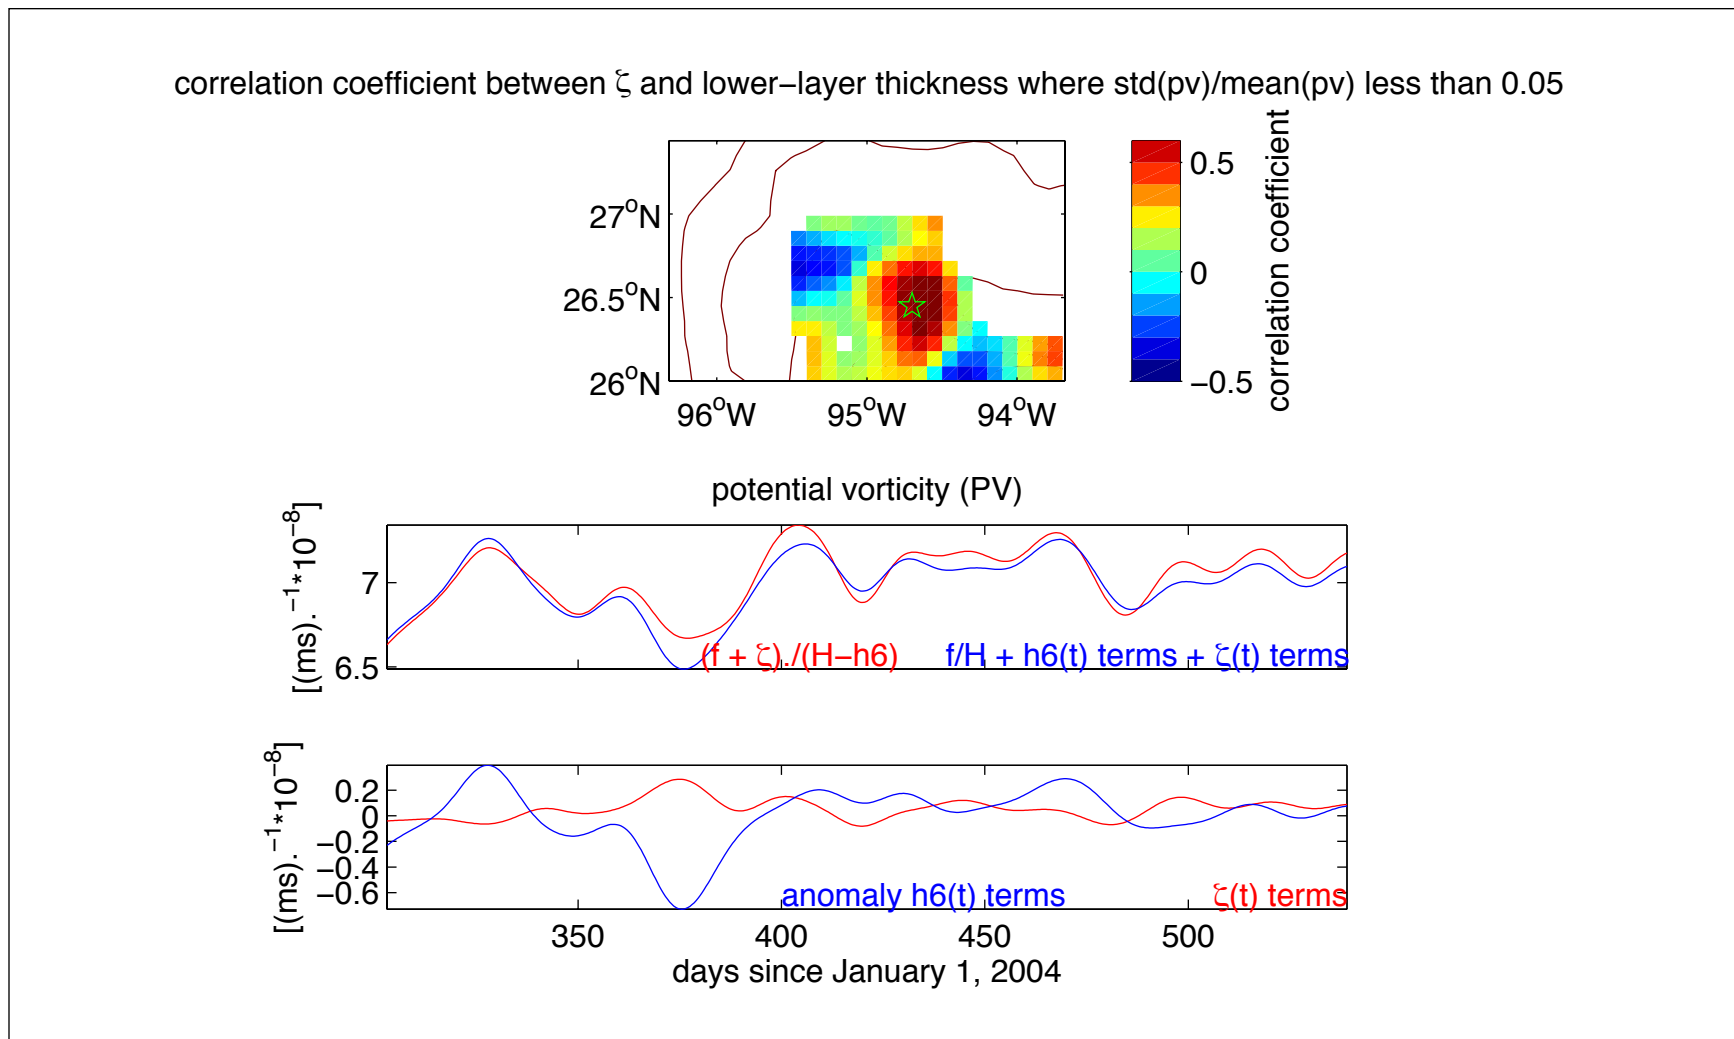 correlation coefficient between ζ and lower−layer thickness where std(pv)/mean(pv) less than 0.05
27°N
26.5°N
26°N
96°W 95°W 94°W
0.5
0
−0.5
correlation coefficient
potential vorticity (PV)
[(ms).⁻¹*10⁻⁸]
7
6.5
(f + ζ)./(H−h6) f/H + h6(t) terms + ζ(t) terms
[(ms).⁻¹*10⁻⁸]
0.2
0
−0.2
−0.4
−0.6
anomaly h6(t) terms ζ(t) terms
350 400 450 500
days since January 1, 2004